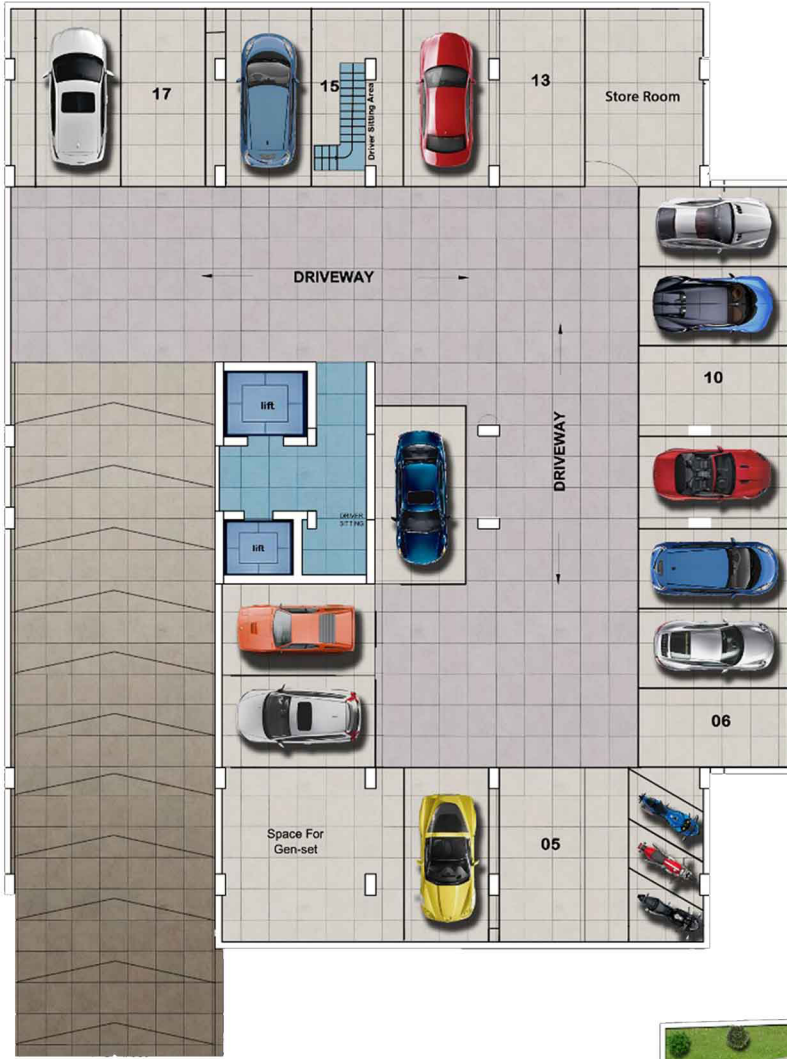 17
15
Driver Sitting Area
13
Store Room
DRIVEWAY
10
lift
DRIVEWAY
DRIVER
SITTING
lift
06
Space For
Gen-set
05